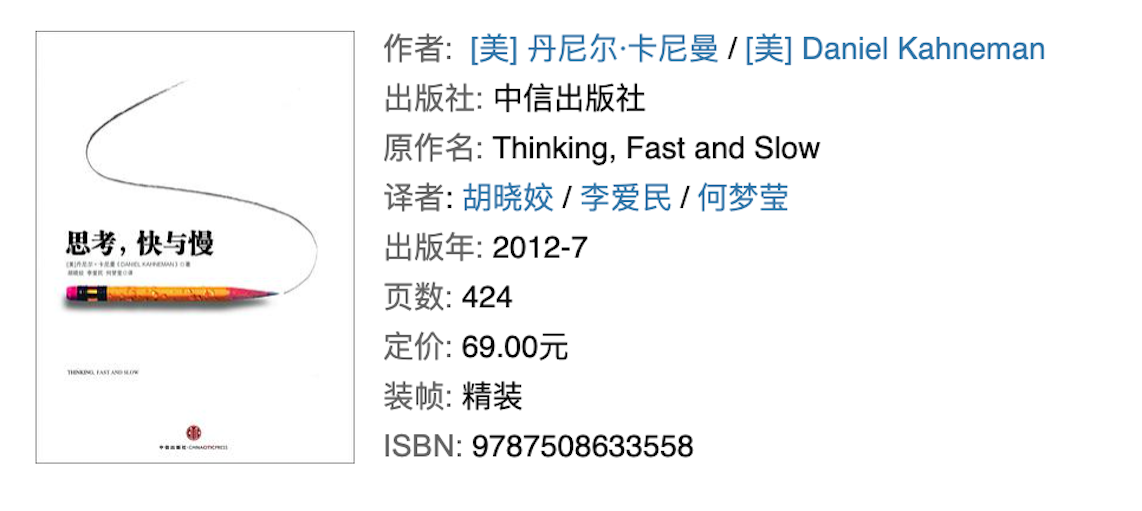 思考，快与慢
[美]丹尼尔·卡尼曼（DANIEL KAHNEMAN）◎著
胡晓姣 李爱民 何梦莹◎译
THINKING, FAST AND SLOW
中信出版社·CHINACITICPRESS
作者: [美] 丹尼尔·卡尼曼 / [美] Daniel Kahneman
出版社: 中信出版社
原作名: Thinking, Fast and Slow
译者: 胡晓姣 / 李爱民 / 何梦莹
出版年: 2012-7
页数: 424
定价: 69.00元
装帧: 精装
ISBN: 9787508633558